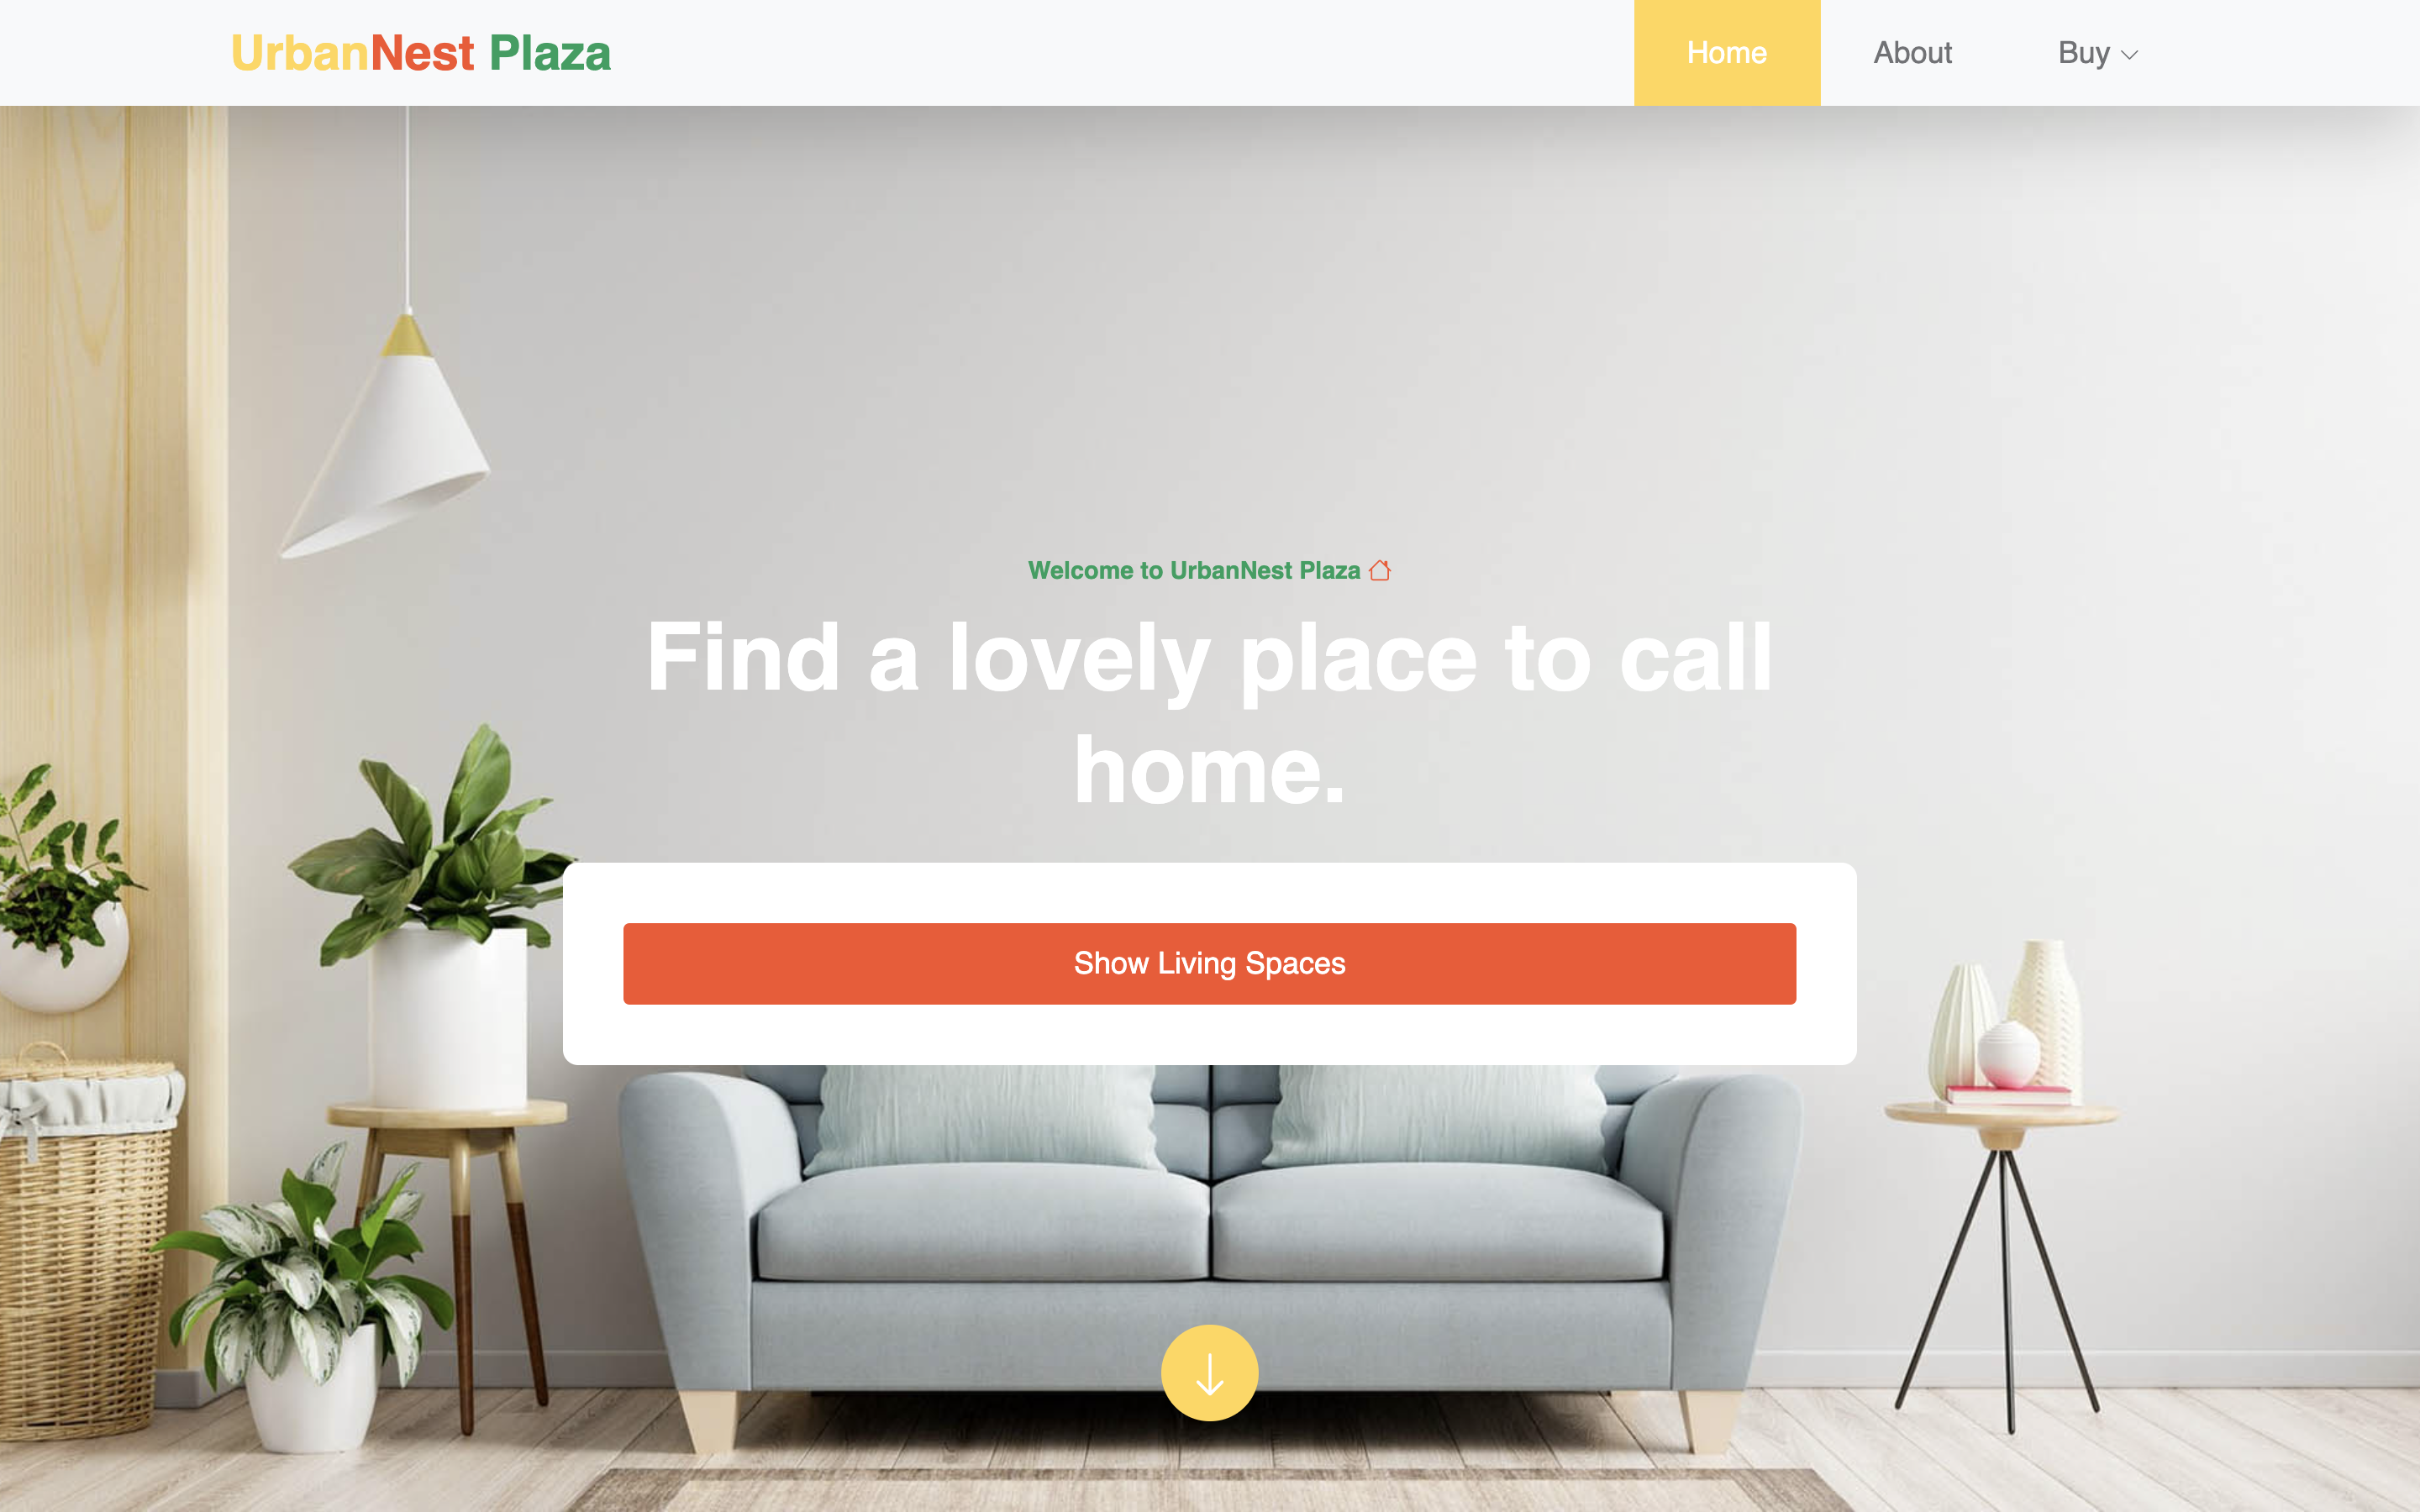 UrbanNest Plaza
Home
About
Buy
Welcome to UrbanNest Plaza
Find a lovely place to call
home.
Show Living Spaces